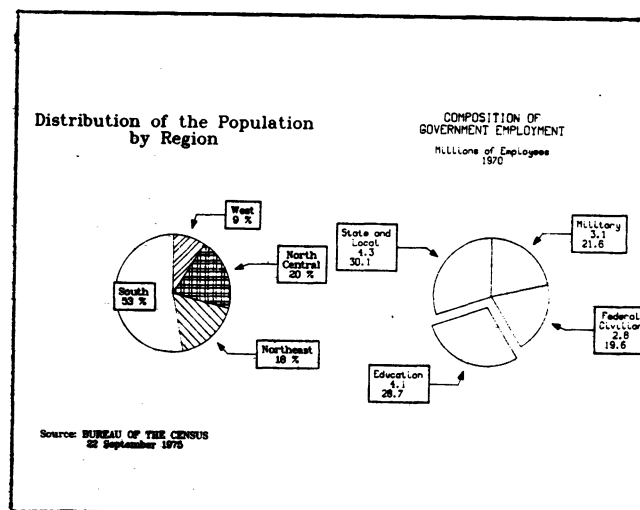 Distribution of the Population
by Region
West
9 %
North
Central
20 %
South
53 %
Northeast
18 %
Source: BUREAU OF THE CENSUS
22 September 1975
COMPOSITION OF
GOVERNMENT EMPLOYMENT
Millions of Employees
1970
State and
Local
4.3
30.1
Military
3.1
21.6
Federal
Civilian
2.8
19.6
Education
4.1
28.7